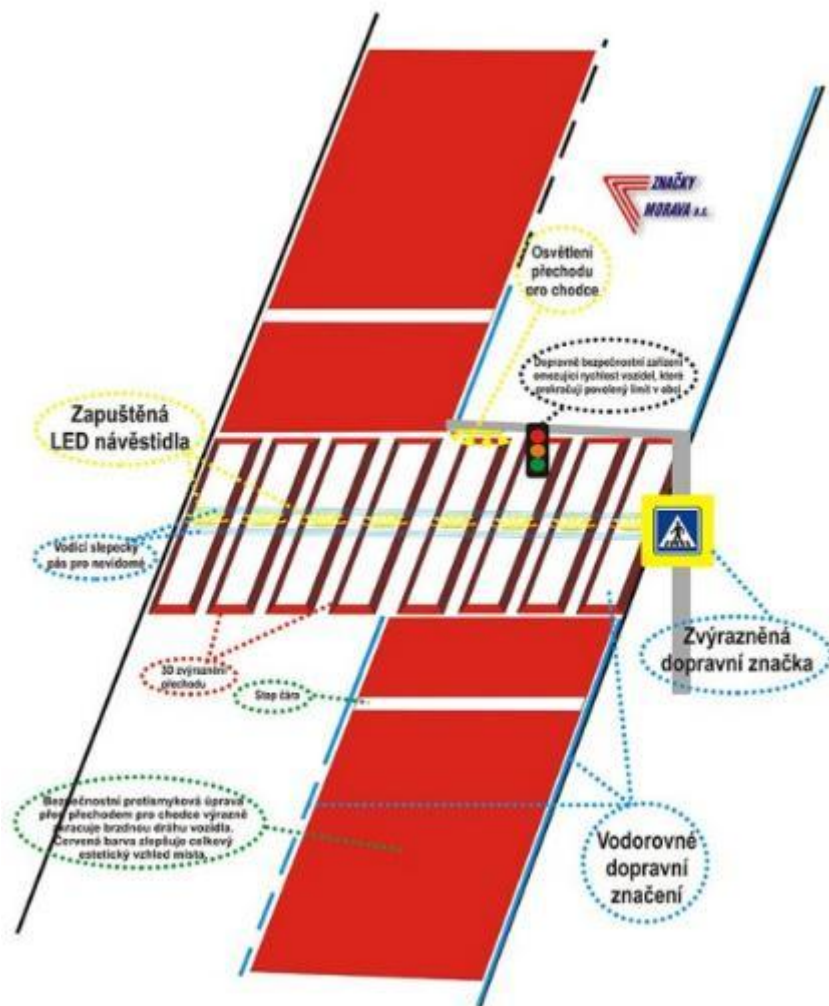 ZNAČKY
MORAVA a.s.
Osvětlení
přechodu
pro chodce
Dopravně bezpečnostní zařízení
omezující rychlost vozidel, které
překračují povolený limit v obci
Zapuštěná
LED návěstidla
Vodící slepecký
pás pro nevidomé
Zvýrazněná
dopravní značka
3D zvýraznění
přechodu
Stop čára
Bezpečnostní protismyková úprava
před přechodem pro chodce výrazně
zkracuje brzdnou dráhu vozidla.
Červená barva zlepšuje celkový
estetický vzhled místa.
Vodorovné
dopravní
značení